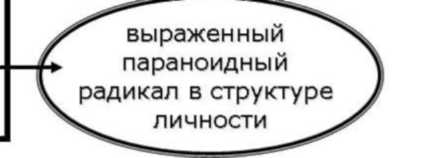 выраженный
параноидный
радикал в структуре
личности